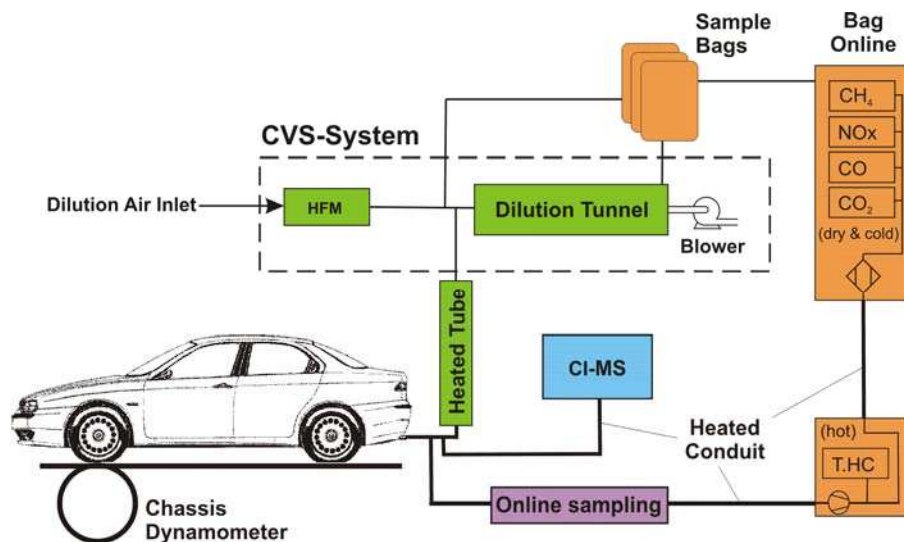 Sample
Bags
Bag
Online
CH₄
NOx
CO
CO₂
(dry & cold)
CVS-System
Dilution Air Inlet
HFM
Dilution Tunnel
Blower
Heated Tube
CI-MS
Heated
Conduit
(hot)
T.HC
Online sampling
Chassis
Dynamometer